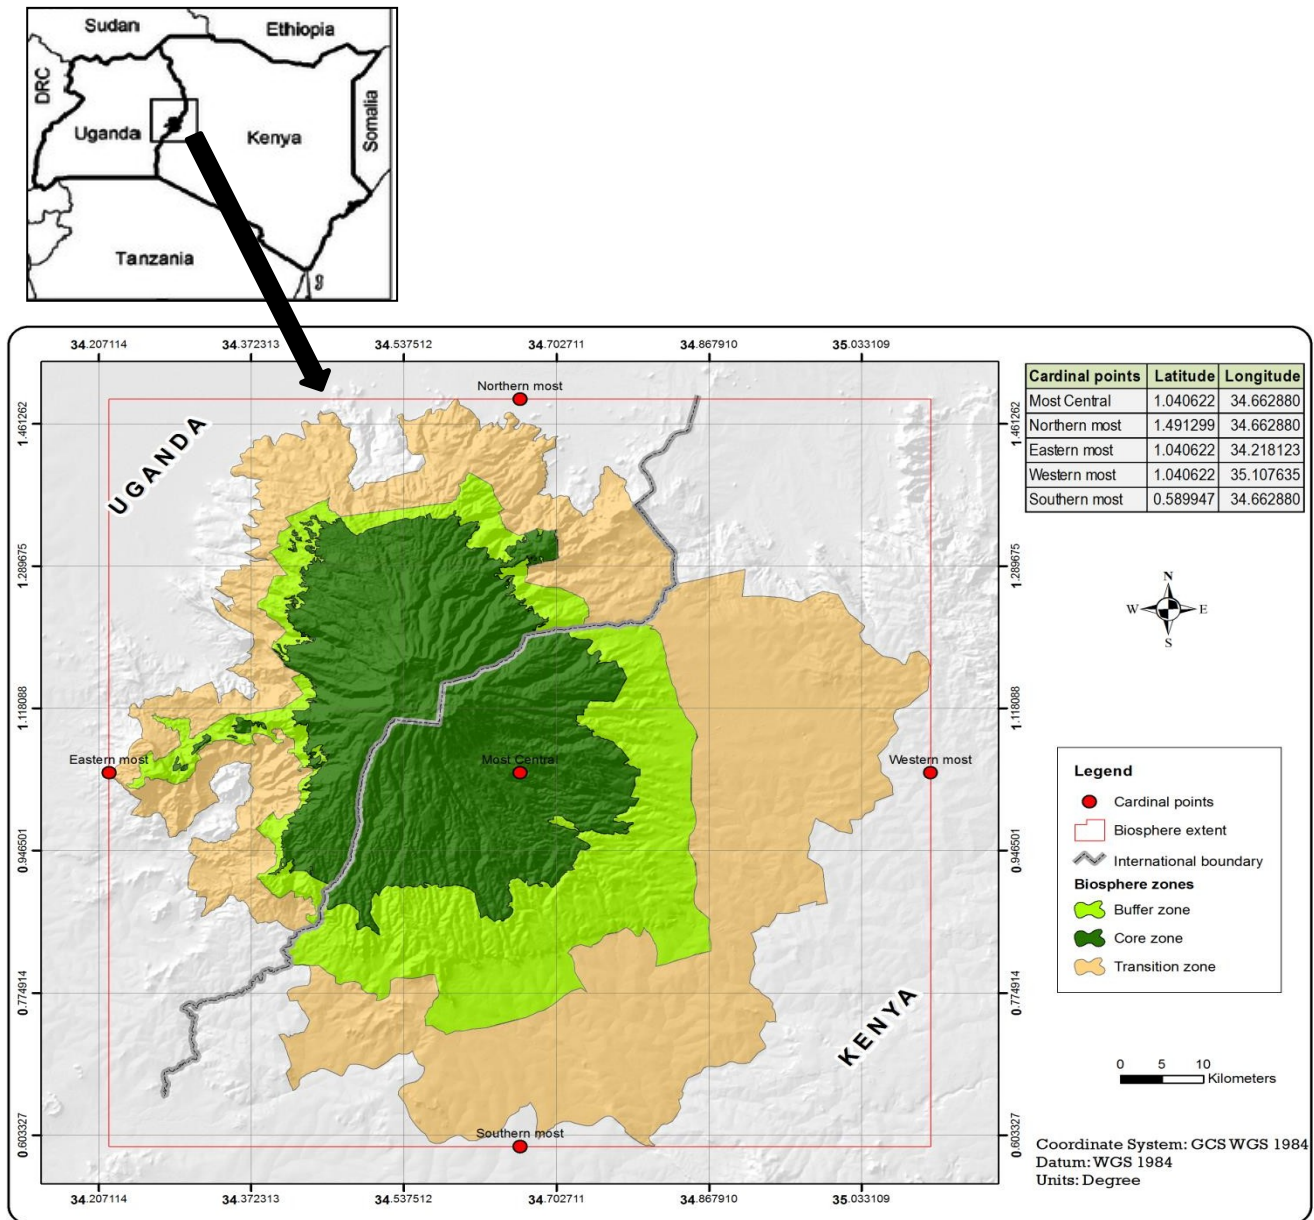 Sudan
Ethiopia
DRC
Uganda
Kenya
Somalia
Tanzania
34.207114 34.372313 34.537512 34.702711 34.867910 35.033109
Northern most
UGANDA
1.461262 1.461262
1.289675 1.289675
1.118088 1.118088
Eastern most
Most Central
Western most
0.946501 0.946501
0.774914 0.774914
KENYA
0.603327 0.603327
Southern most
34.207114 34.372313 34.537512 34.702711 34.867910 35.033109
Cardinal points Latitude Longitude
Most Central 1.040622 34.662880
Northern most 1.491299 34.662880
Eastern most 1.040622 34.218123
Western most 1.040622 35.107635
Southern most 0.589947 34.662880
N
W E
S
Legend
Cardinal points
Biosphere extent
International boundary
Biosphere zones
Buffer zone
Core zone
Transition zone
0 5 10
Kilometers
Coordinate System: GCS WGS 1984
Datum: WGS 1984
Units: Degree